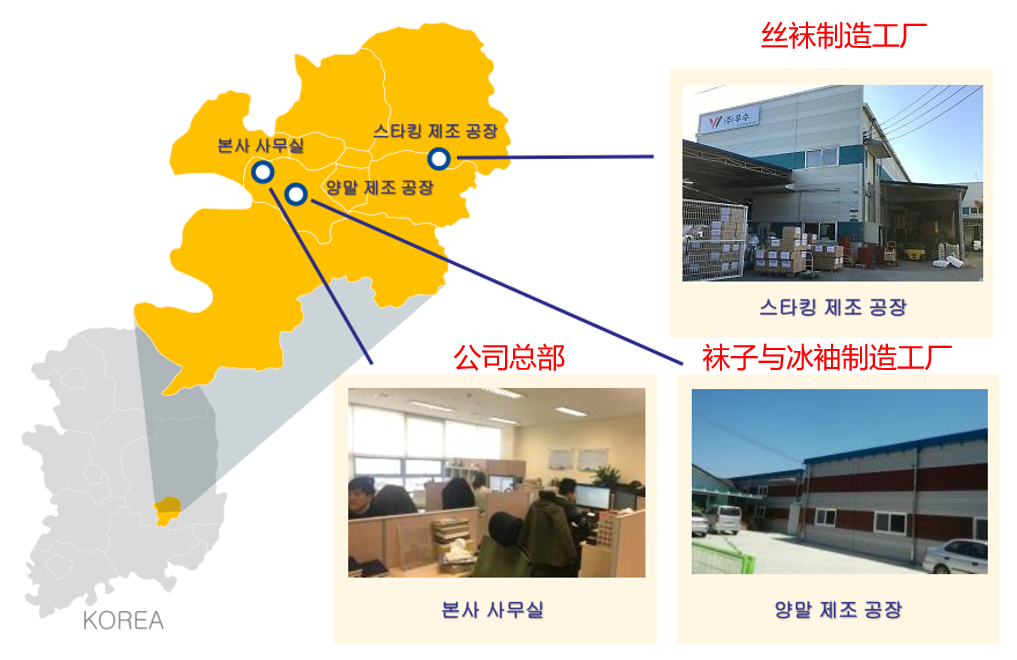 丝袜制造工厂
스타킹 제조 공장
본사 사무실
양말 제조 공장
(주)우수
스타킹 제조 공장
公司总部
袜子与冰袖制造工厂
본사 사무실
양말 제조 공장
KOREA